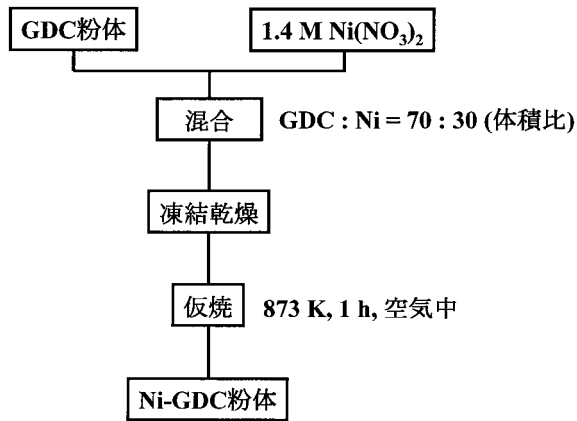 GDC粉体
1.4 M Ni(NO₃)₂
混合
GDC : Ni = 70 : 30 (体積比)
凍結乾燥
仮焼
873 K, 1 h, 空気中
Ni-GDC粉体